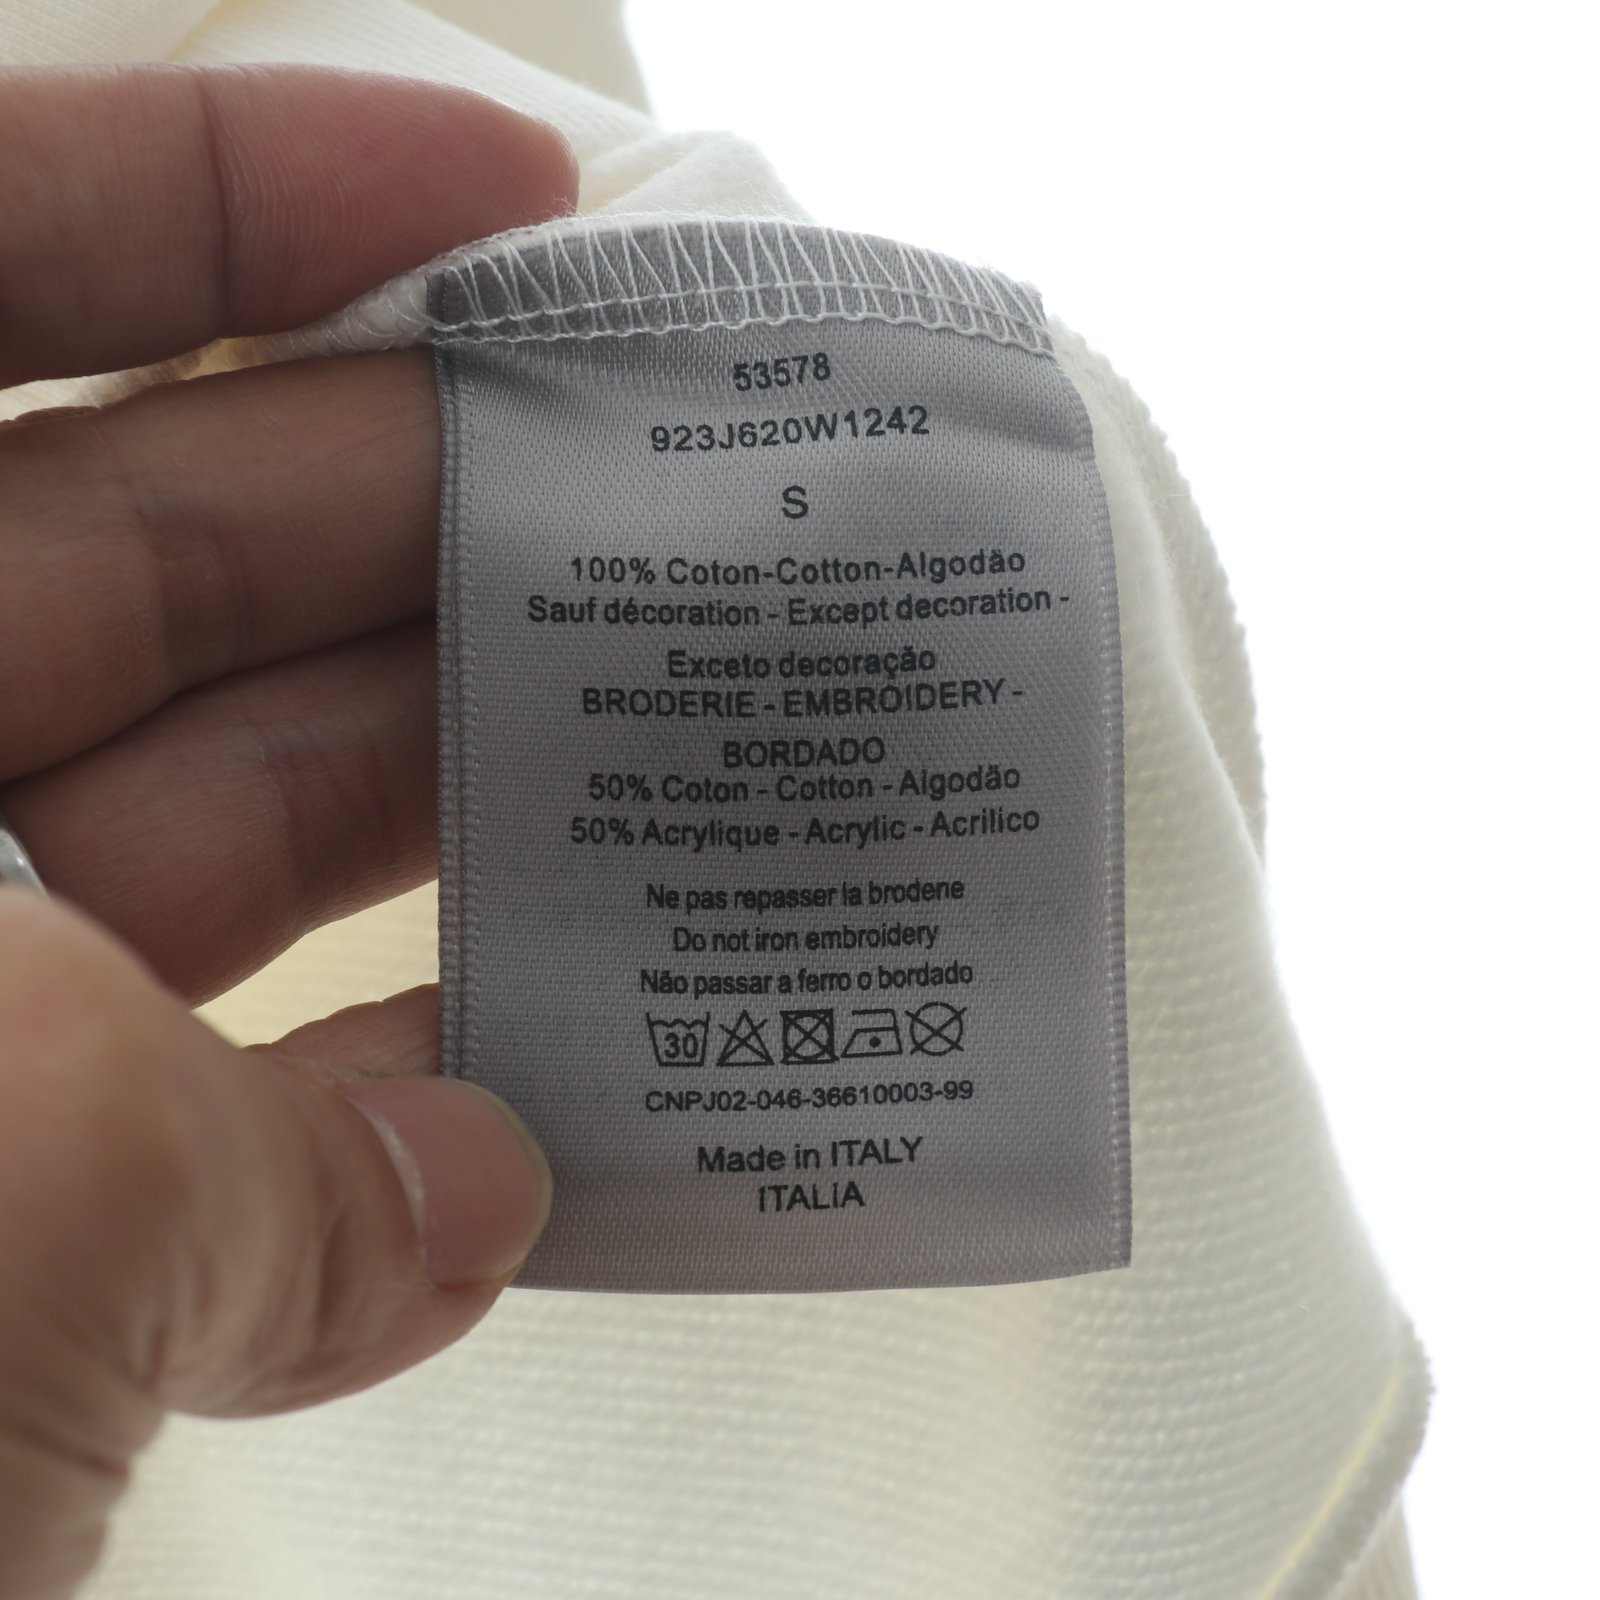 53578
923J620W1242
S
100% Coton-Cotton-Algodão
Sauf décoration - Except decoration -
Exceto decoração
BRODERIE - EMBROIDERY -
BORDADO
50% Coton - Cotton - Algodão
50% Acrylique - Acrylic - Acrilico
Ne pas repasser la brodene
Do not iron embroidery
Não passar a ferro o bordado
30
CNPJ02-046-36610003-99
Made in ITALY
ITALIA